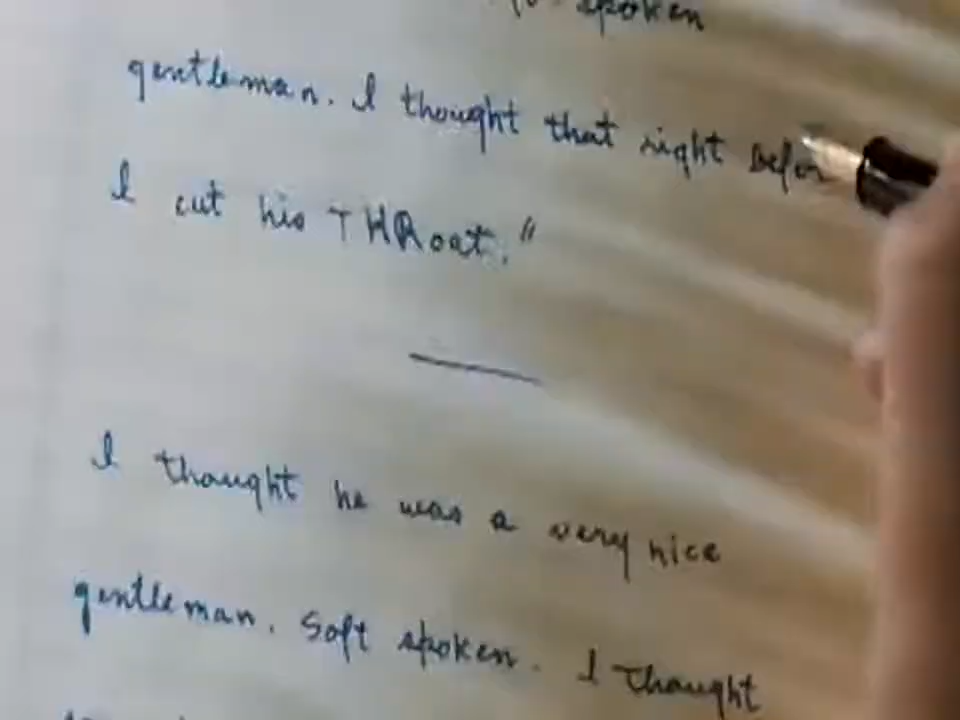 spoken
gentleman. I thought that right befor
I cut his THRoat."
I thought he was a very nice
gentleman. Soft spoken. I thought